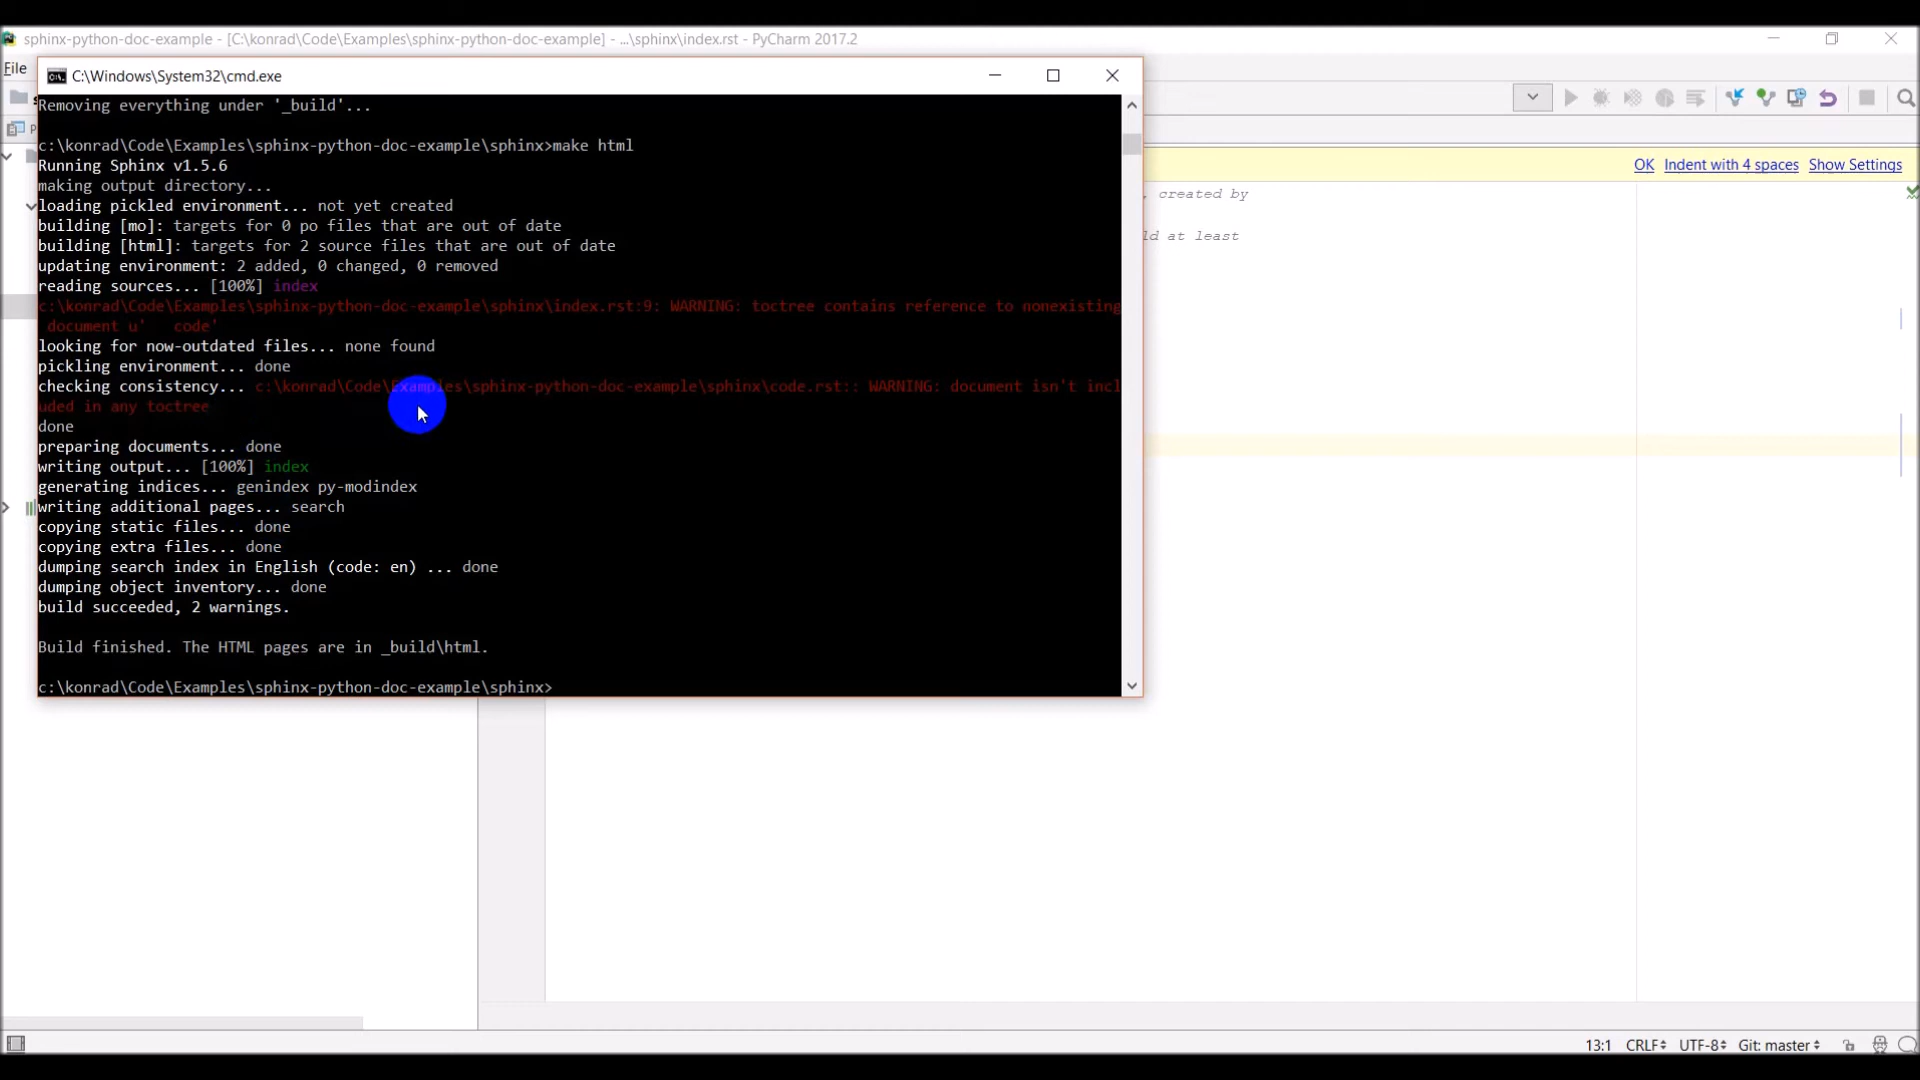 sphinx-python-doc-example - [C:\konrad\Code\Examples\sphinx-python-doc-example] - ...\sphinx\index.rst - PyCharm 2017.2
File
C:\Windows\System32\cmd.exe
Removing everything under '_build'...
c:\konrad\Code\Examples\sphinx-python-doc-example\sphinx>make html
Running Sphinx v1.5.6
making output directory...
loading pickled environment... not yet created
building [mo]: targets for 0 po files that are out of date
building [html]: targets for 2 source files that are out of date
updating environment: 2 added, 0 changed, 0 removed
reading sources... [100%] index
c:\konrad\Code\Examples\sphinx-python-doc-example\sphinx\index.rst:9: WARNING: toctree contains reference to nonexisting
document u'   code'
looking for now-outdated files... none found
pickling environment... done
checking consistency... c:\konrad\Code\Examples\sphinx-python-doc-example\sphinx\code.rst:: WARNING: document isn't incl
uded in any toctree
done
preparing documents... done
writing output... [100%] index
generating indices... genindex py-modindex
writing additional pages... search
copying static files... done
copying extra files... done
dumping search index in English (code: en) ... done
dumping object inventory... done
build succeeded, 2 warnings.
Build finished. The HTML pages are in _build\html.
c:\konrad\Code\Examples\sphinx-python-doc-example\sphinx>
OK Indent with 4 spaces Show Settings
, created by
ld at least
13:1 CRLF UTF-8 Git: master